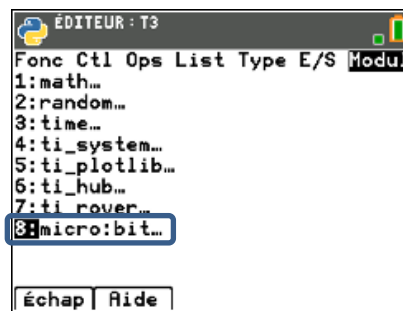 ÉDITEUR : T3
Fonc Ctl Ops List Type E/S Modul
1:math…
2:random…
3:time…
4:ti_system…
5:ti_plotlib…
6:ti_hub…
7:ti_rover…
8:micro:bit…
Échap Aide